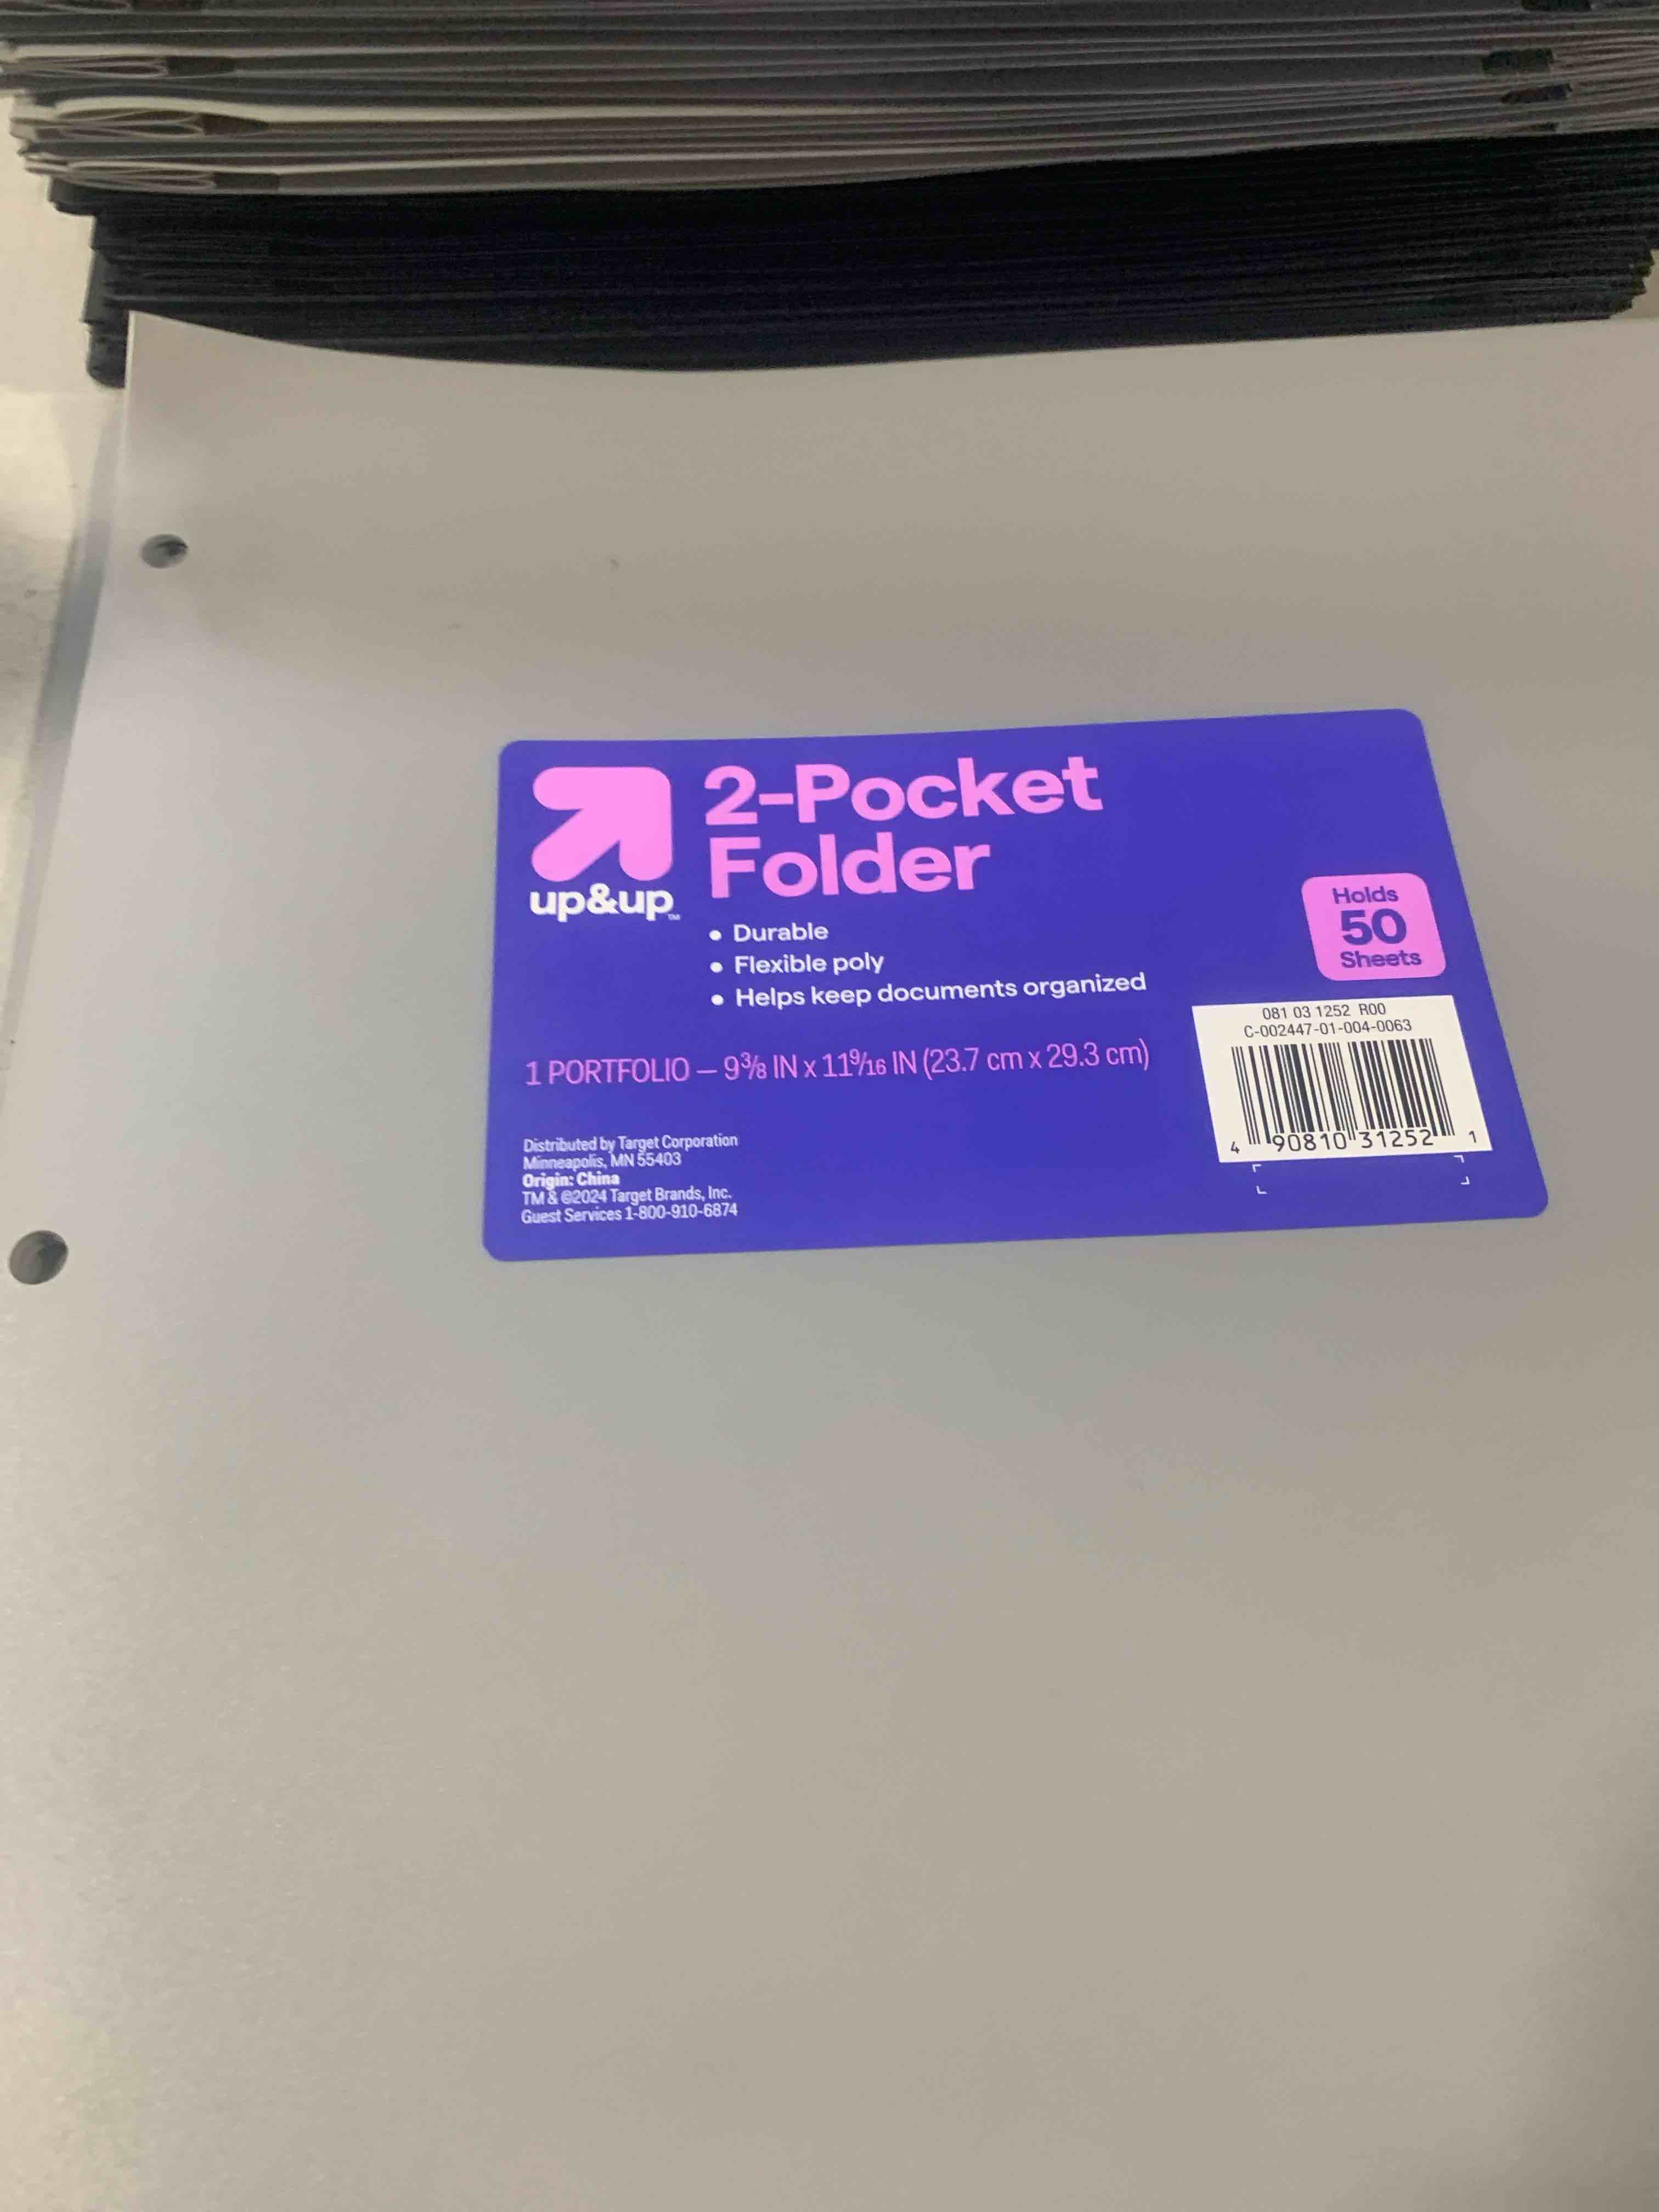 2-Pocket
Folder
up&up™
• Durable
• Flexible poly
• Helps keep documents organized
Holds
50
Sheets
1 PORTFOLIO – 9⅜ IN x 119⁄16 IN (23.7 cm x 29.3 cm)
081 03 1252 R00
C-002447-01-004-0063
4 90810 31252 1
Distributed by Target Corporation
Minneapolis, MN 55403
Origin: China
TM & ©2024 Target Brands, Inc.
Guest Services 1-800-910-6874